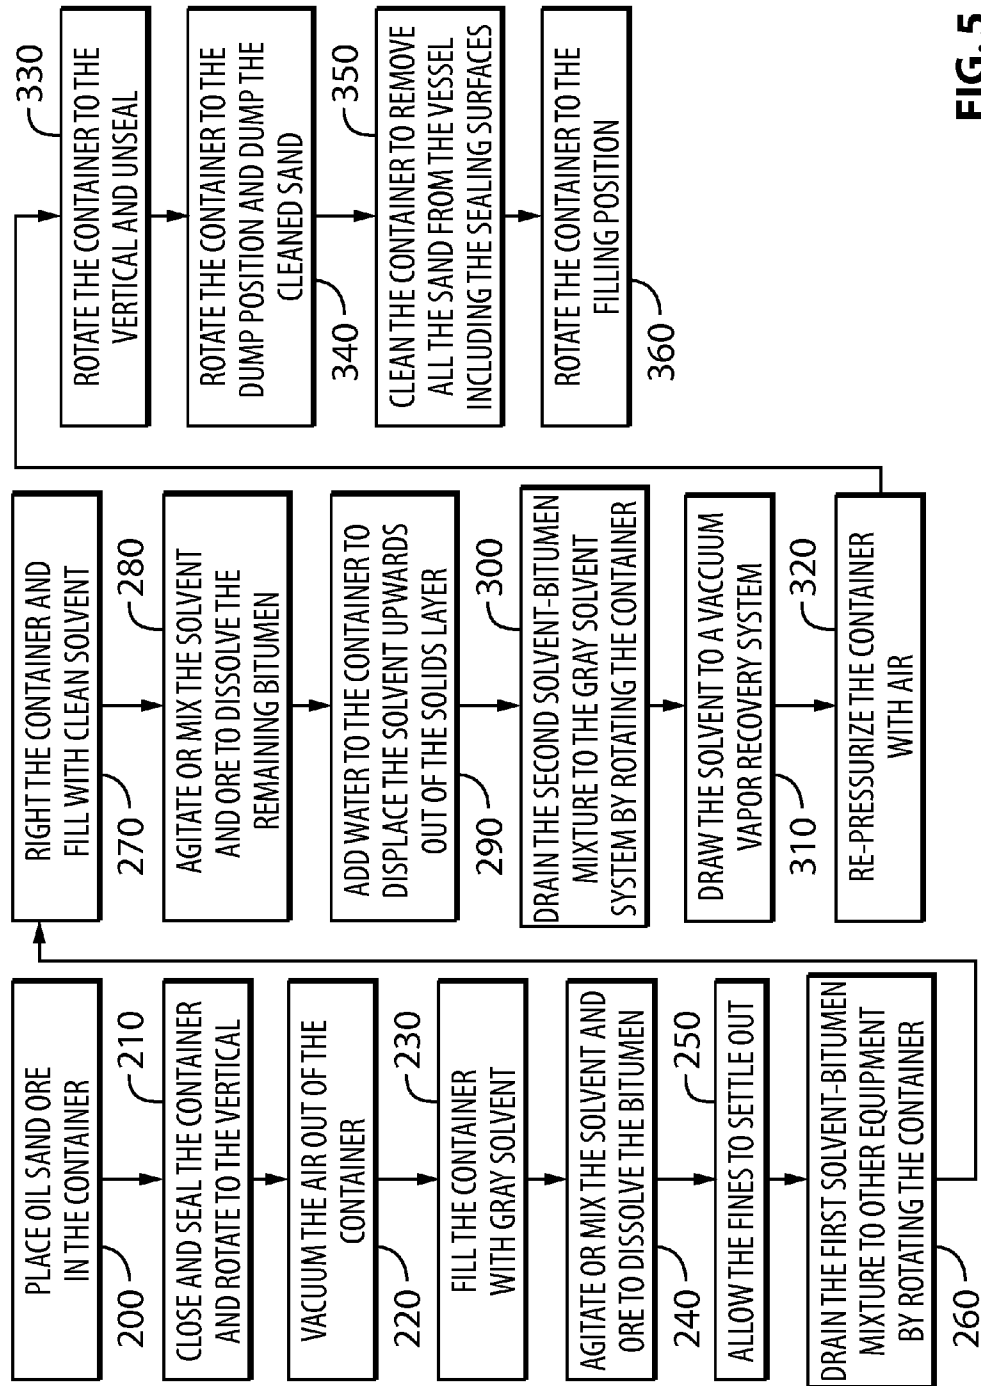 PLACE OIL SAND ORE
IN THE CONTAINER
200
CLOSE AND SEAL THE CONTAINER
AND ROTATE TO THE VERTICAL
210
VACUUM THE AIR OUT OF THE
CONTAINER
220
FILL THE CONTAINER
WITH GRAY SOLVENT
230
AGITATE OR MIX THE SOLVENT AND
ORE TO DISSOLVE THE BITUMEN
240
ALLOW THE FINES TO SETTLE OUT
250
DRAIN THE FIRST SOLVENT-BITUMEN
MIXTURE TO OTHER EQUIPMENT
BY ROTATING THE CONTAINER
260
RIGHT THE CONTAINER AND
FILL WITH CLEAN SOLVENT
270
AGITATE OR MIX THE SOLVENT
AND ORE TO DISSOLVE THE
REMAINING BITUMEN
280
ADD WATER TO THE CONTAINER TO
DISPLACE THE SOLVENT UPWARDS
OUT OF THE SOLIDS LAYER
290
DRAIN THE SECOND SOLVENT-BITUMEN
MIXTURE TO THE GRAY SOLVENT
SYSTEM BY ROTATING THE CONTAINER
300
DRAW THE SOLVENT TO A VACCUUM
VAPOR RECOVERY SYSTEM
310
RE-PRESSURIZE THE CONTAINER
WITH AIR
320
ROTATE THE CONTAINER TO THE
VERTICAL AND UNSEAL
330
ROTATE THE CONTAINER TO THE
DUMP POSITION AND DUMP THE
CLEANED SAND
340
CLEAN THE CONTAINER TO REMOVE
ALL THE SAND FROM THE VESSEL
INCLUDING THE SEALING SURFACES
350
ROTATE THE CONTAINER TO THE
FILLING POSITION
360
FIG. 5